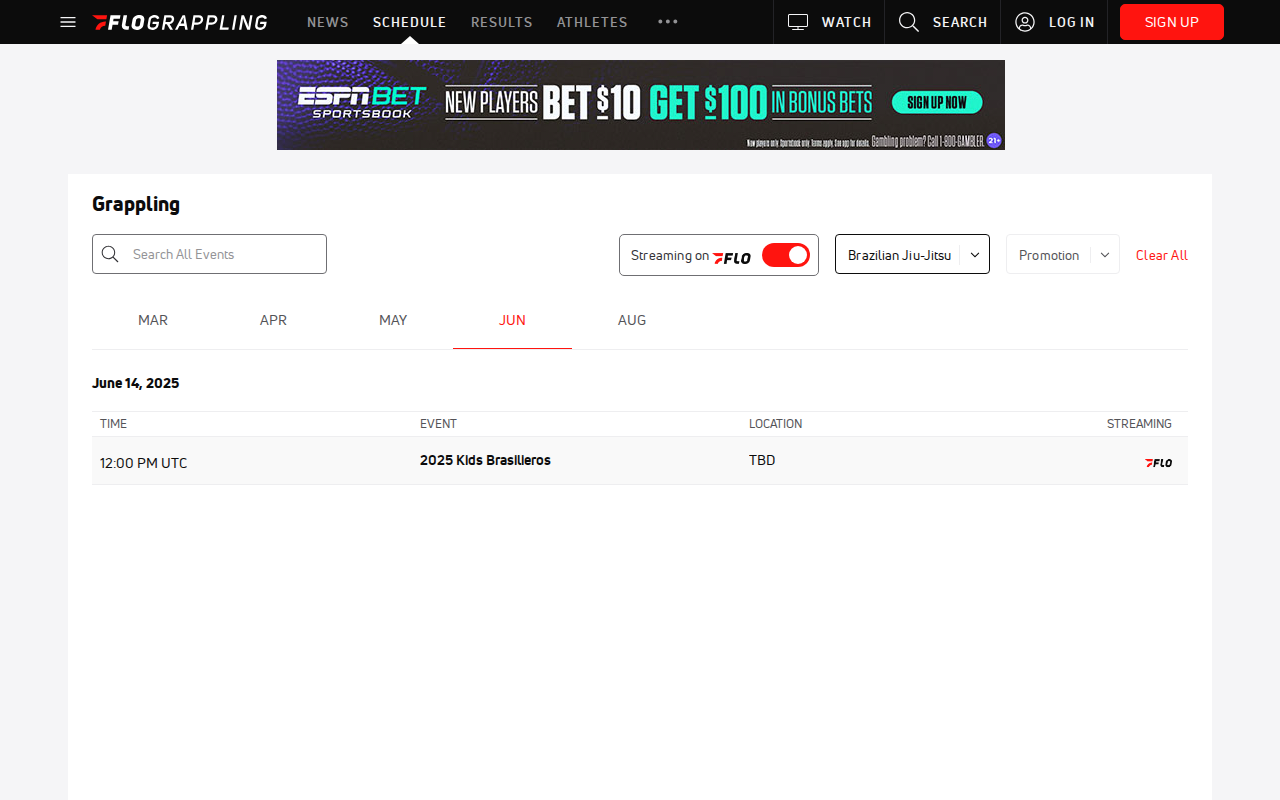 FLOGRAPPLING NEWS SCHEDULE RESULTS ATHLETES ••• WATCH SEARCH LOG IN SIGN UP
ESPN BET SPORTSBOOK NEW PLAYERS BET $10 GET $100 IN BONUS BETS SIGN UP NOW
New players only. Sportsbook only. Terms apply. See app for details. Gambling problem? Call 1-800-GAMBLER. 21+
Grappling
Search All Events Streaming on FLO Brazilian Jiu-Jitsu Promotion Clear All
MAR APR MAY JUN AUG
June 14, 2025
TIME EVENT LOCATION STREAMING
12:00 PM UTC 2025 Kids Brasilieros TBD FLO